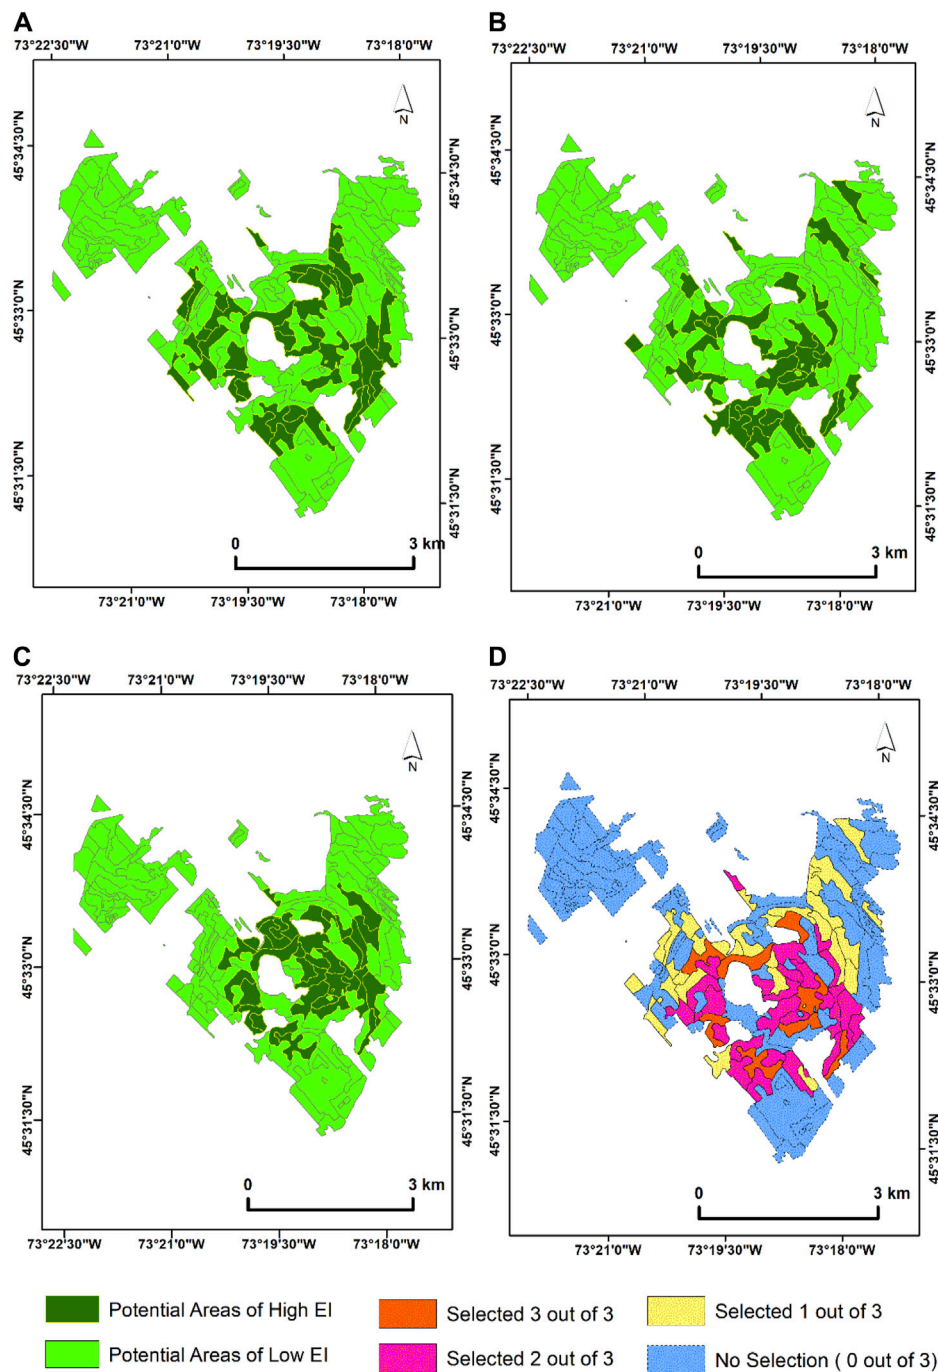 A
73°22'30"W 73°21'0"W 73°19'30"W 73°18'0"W
N
45°34'30"N
45°33'0"N
45°31'30"N
45°34'30"N
45°33'0"N
45°31'30"N
0 3 km
73°21'0"W 73°19'30"W 73°18'0"W
B
73°22'30"W 73°21'0"W 73°19'30"W 73°18'0"W
N
45°34'30"N
45°33'0"N
45°31'30"N
45°34'30"N
45°33'0"N
45°31'30"N
0 3 km
73°21'0"W 73°19'30"W 73°18'0"W
C
73°22'30"W 73°21'0"W 73°19'30"W 73°18'0"W
N
45°34'30"N
45°33'0"N
45°31'30"N
45°34'30"N
45°33'0"N
45°31'30"N
0 3 km
73°22'30"W 73°21'0"W 73°19'30"W 73°18'0"W
D
73°22'30"W 73°21'0"W 73°19'30"W 73°18'0"W
N
45°34'30"N
45°33'0"N
45°31'30"N
45°34'30"N
45°33'0"N
45°31'30"N
0 3 km
73°21'0"W 73°19'30"W 73°18'0"W
Potential Areas of High EI
Potential Areas of Low EI
Selected 3 out of 3
Selected 2 out of 3
Selected 1 out of 3
No Selection ( 0 out of 3)